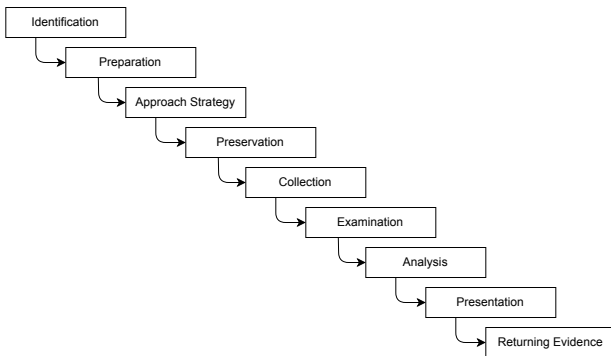 Identification
Preparation
Approach Strategy
Preservation
Collection
Examination
Analysis
Presentation
Returning Evidence